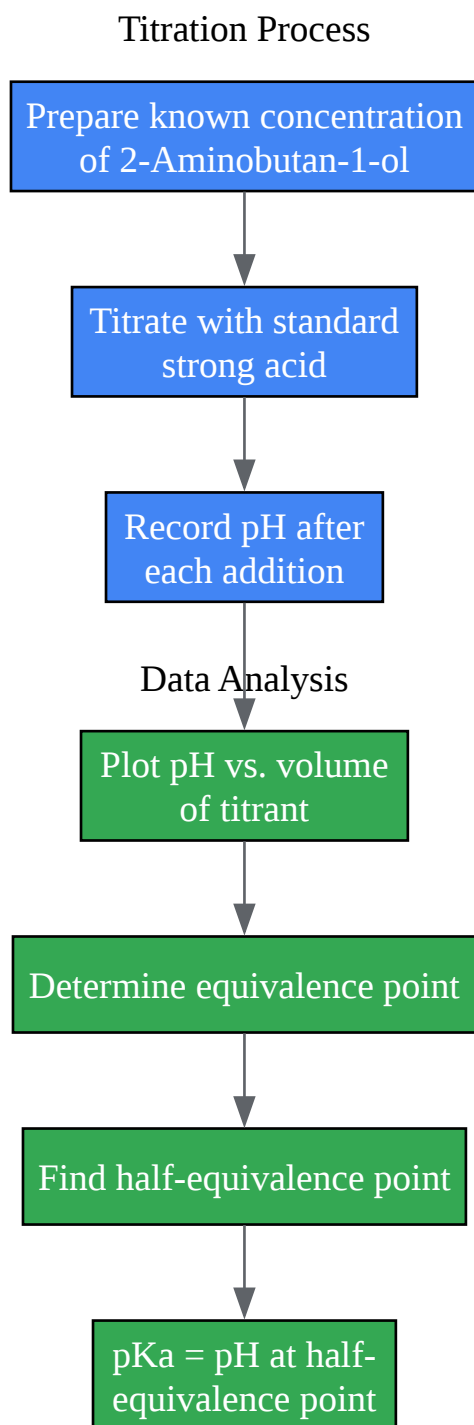 Titration Process
Prepare known concentration
of 2-Aminobutan-1-ol
Titrate with standard
strong acid
Record pH after
each addition
Data Analysis
Plot pH vs. volume
of titrant
Determine equivalence point
Find half-equivalence point
pKa = pH at half-
equivalence point